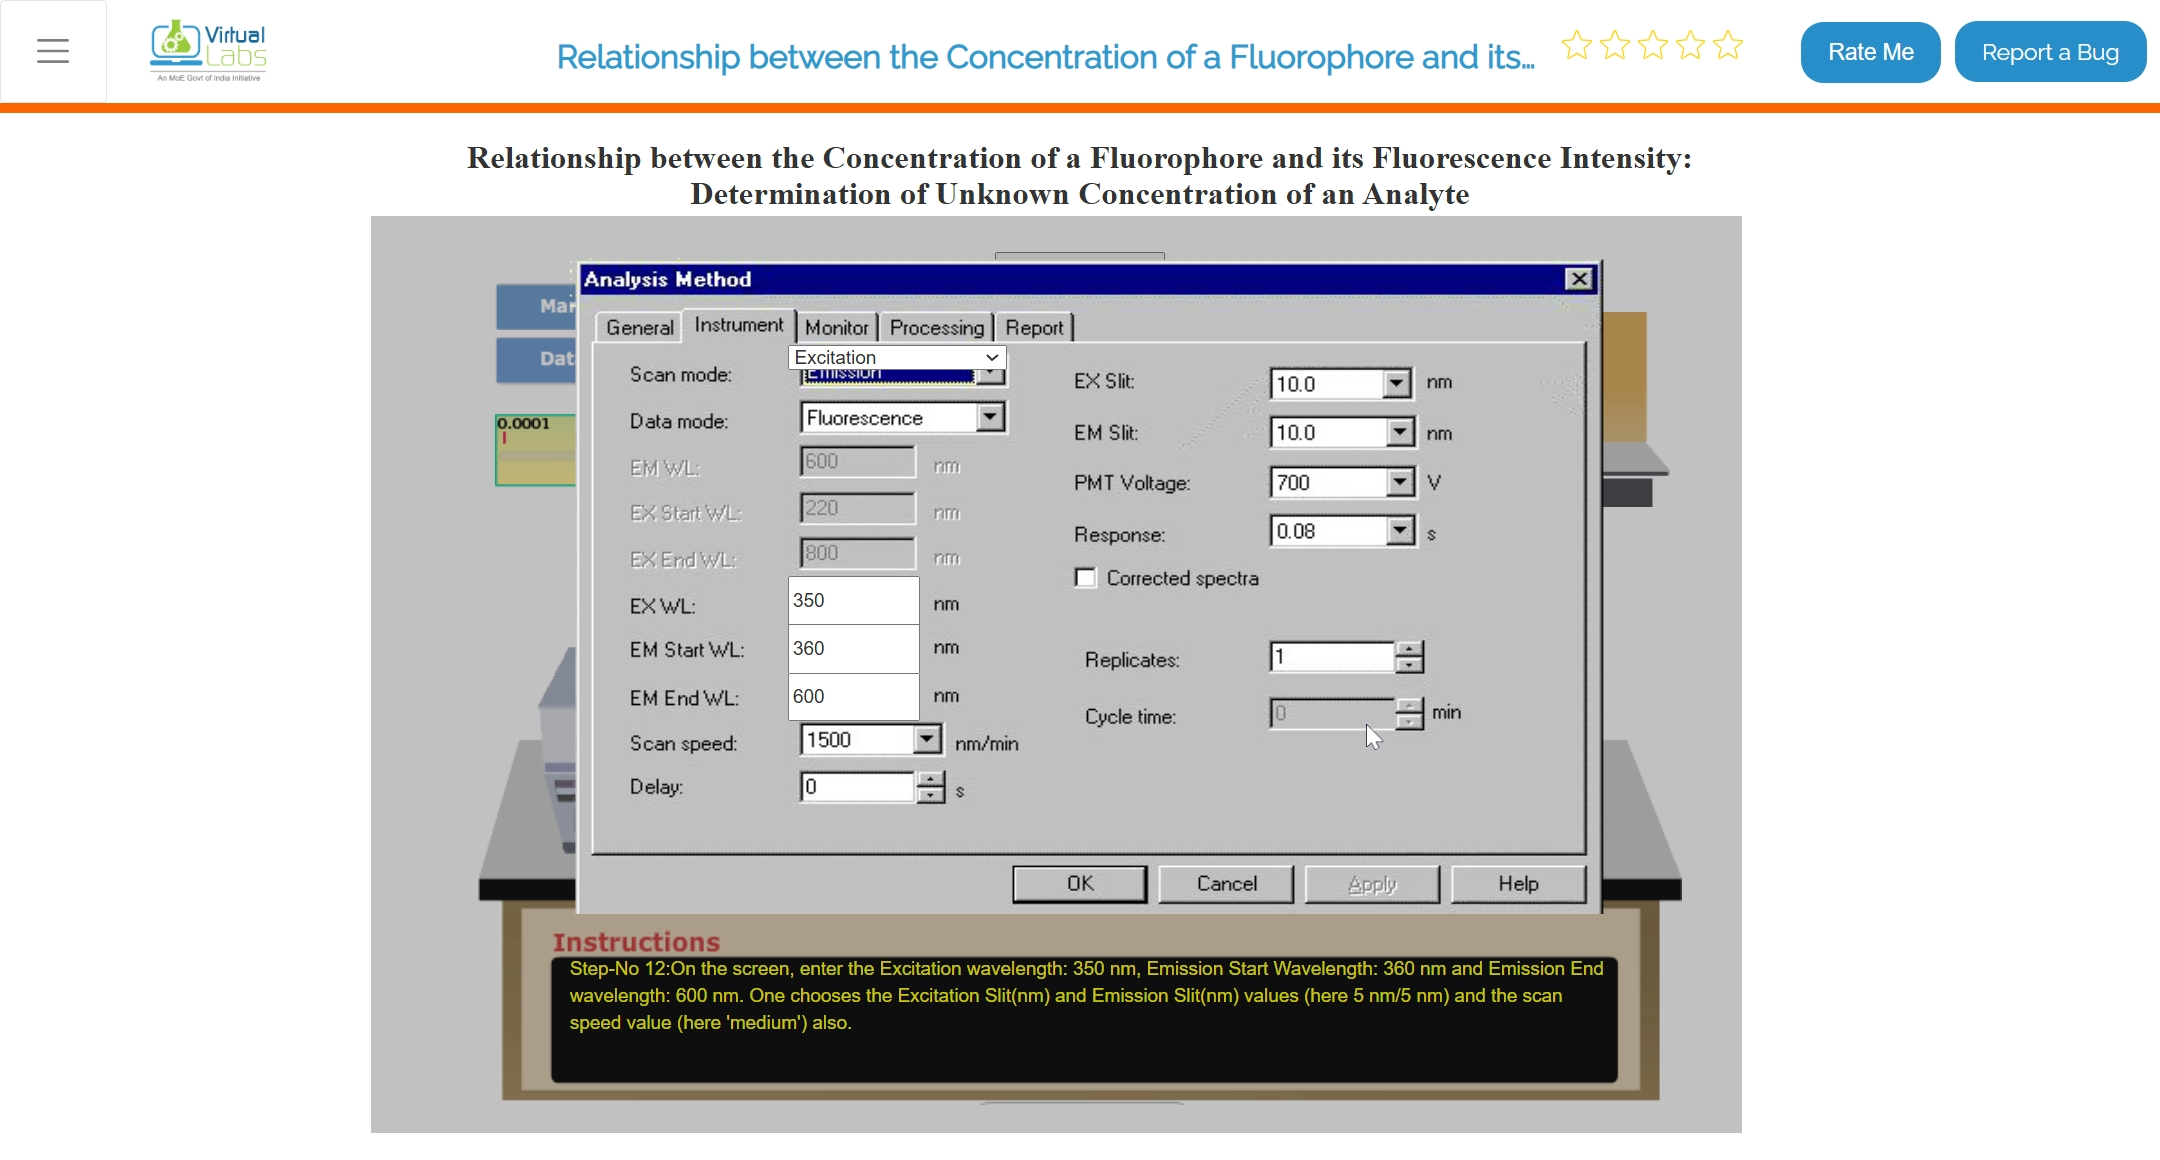 Virtual
Labs
An MoE Govt of India Initiative
Relationship between the Concentration of a Fluorophore and its...
Rate Me
Report a Bug
Relationship between the Concentration of a Fluorophore and its Fluorescence Intensity:
Determination of Unknown Concentration of an Analyte
Mar
Dat
0.0001
Analysis Method
General Instrument Monitor Processing Report
Scan mode: Excitation
Emission
Data mode: Fluorescence
EM WL: 600 nm
EX Start WL: 220 nm
EX End WL: 800 nm
EX WL: 350 nm
EM Start WL: 360 nm
EM End WL: 600 nm
Scan speed: 1500 nm/min
Delay: 0 s
EX Slit: 10.0 nm
EM Slit: 10.0 nm
PMT Voltage: 700 V
Response: 0.08 s
Corrected spectra
Replicates: 1
Cycle time: 0 min
OK Cancel Apply Help
Instructions
Step-No 12:On the screen, enter the Excitation wavelength: 350 nm, Emission Start Wavelength: 360 nm and Emission End
wavelength: 600 nm. One chooses the Excitation Slit(nm) and Emission Slit(nm) values (here 5 nm/5 nm) and the scan
speed value (here 'medium') also.